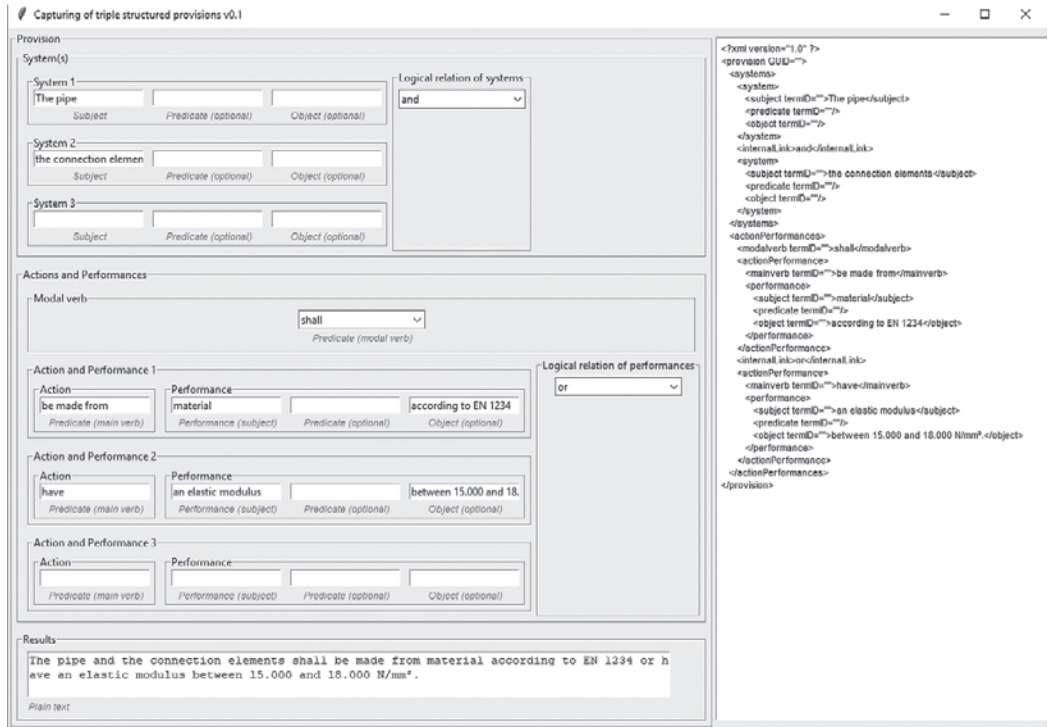 Capturing of triple structured provisions v0.1
Provision
System(s)
System 1
The pipe
Subject Predicate (optional) Object (optional)
System 2
the connection elemen
Subject Predicate (optional) Object (optional)
System 3
Subject Predicate (optional) Object (optional)
Logical relation of systems
and
Actions and Performances
Modal verb
shall
Predicate (modal verb)
Action and Performance 1
Action Performance
be made from material according to EN 1234
Predicate (main verb) Performance (subject) Predicate (optional) Object (optional)
Action and Performance 2
Action Performance
have an elastic modulus between 15.000 and 18.
Predicate (main verb) Performance (subject) Predicate (optional) Object (optional)
Action and Performance 3
Action Performance
Predicate (main verb) Performance (subject) Predicate (optional) Object (optional)
Logical relation of performances
or
Results
The pipe and the connection elements shall be made from material according to EN 1234 or h
ave an elastic modulus between 15.000 and 18.000 N/mm².
Plain text
<?xml version="1.0" ?>
<provision GUID="">
<systems>
<system>
<subject termID="">The pipe</subject>
<predicate termID=""/>
<object termID=""/>
</system>
<internalLink>and</internalLink>
<system>
<subject termID="">the connection elements</subject>
<predicate termID=""/>
<object termID=""/>
</system>
</systems>
<actionPerformances>
<modalverb termID="">shall</modalverb>
<actionPerformance>
<mainverb termID="">be made from</mainverb>
<performance>
<subject termID="">material</subject>
<predicate termID=""/>
<object termID="">according to EN 1234</object>
</performance>
</actionPerformance>
<internalLink>or</internalLink>
<actionPerformance>
<mainverb termID="">have</mainverb>
<performance>
<subject termID="">an elastic modulus</subject>
<predicate termID=""/>
<object termID="">between 15.000 and 18.000 N/mm².</object>
</performance>
</actionPerformance>
</actionPerformances>
</provision>